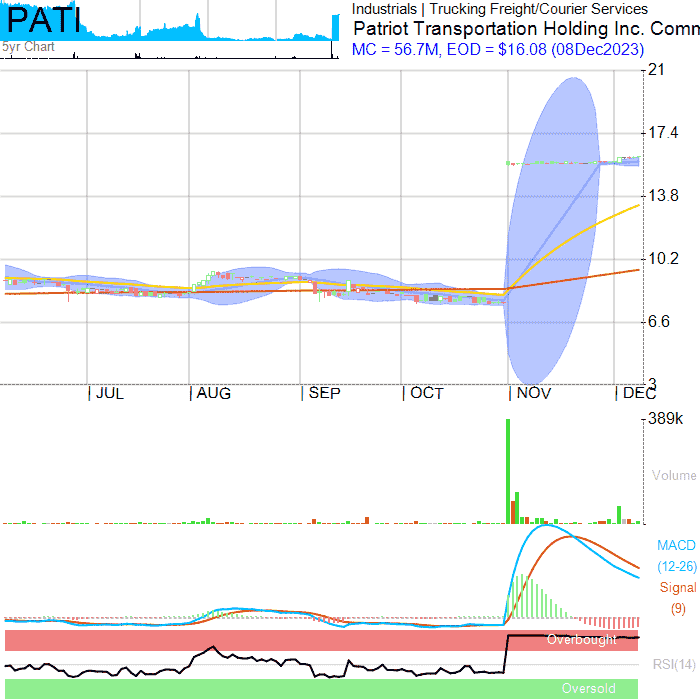 PATI
5yr Chart
Industrials | Trucking Freight/Courier Services
Patriot Transportation Holding Inc. Comm
MC = 56.7M, EOD = $16.08 (08Dec2023)
21
17.4
13.8
10.2
6.6
3
JUL
AUG
SEP
OCT
NOV
DEC
389k
Volume
MACD
(12-26)
Signal
(9)
Overbought
RSI(14)
Oversold